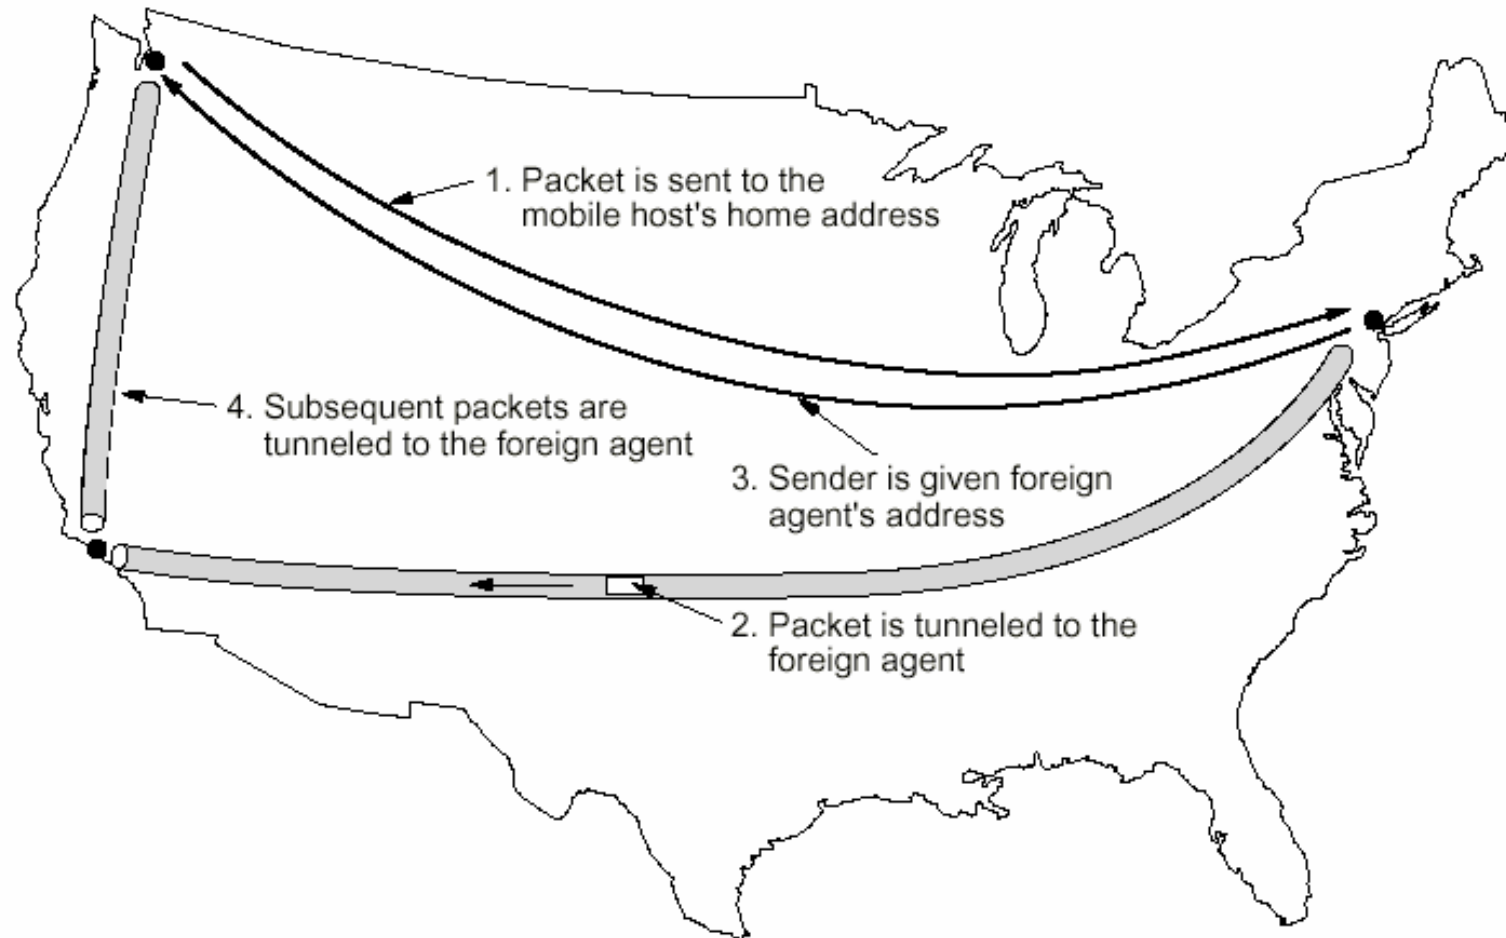 1. Packet is sent to the
mobile host's home address
4. Subsequent packets are
tunneled to the foreign agent
3. Sender is given foreign
agent's address
2. Packet is tunneled to the
foreign agent